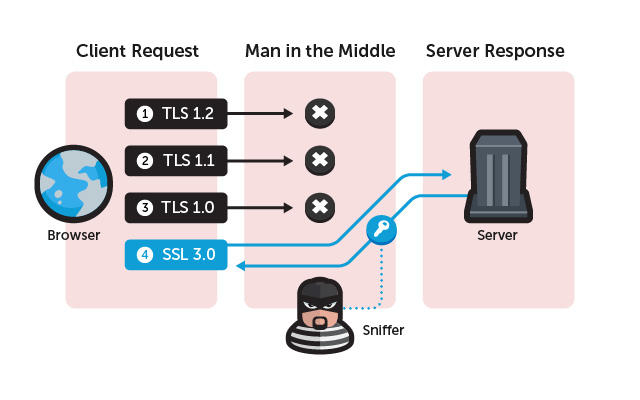 Client Request
Man in the Middle
Server Response
1 TLS 1.2
2 TLS 1.1
3 TLS 1.0
4 SSL 3.0
Browser
Server
Sniffer